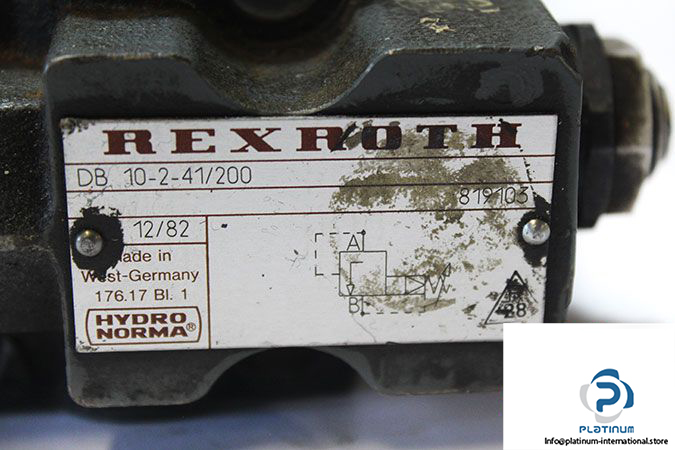 REXROTH
DB 10-2-41/200
819103
12/82
Made in
West-Germany
176.17 Bl. 1
HYDRO
NORMA®
A
B
28
PLATINUM
Info@platinum-international.store